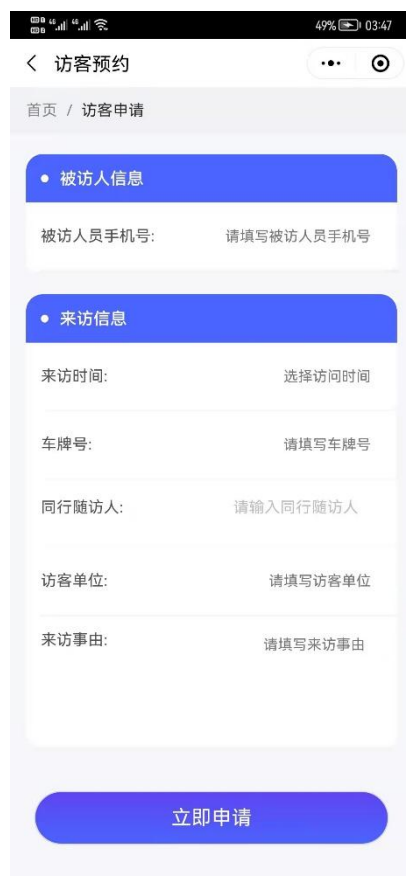 49% 03:47
访客预约
首页 / 访客申请
被访人信息
被访人员手机号: 请填写被访人员手机号
来访信息
来访时间: 选择访问时间
车牌号: 请填写车牌号
同行随访人: 请输入同行随访人
访客单位: 请填写访客单位
来访事由: 请填写来访事由
立即申请